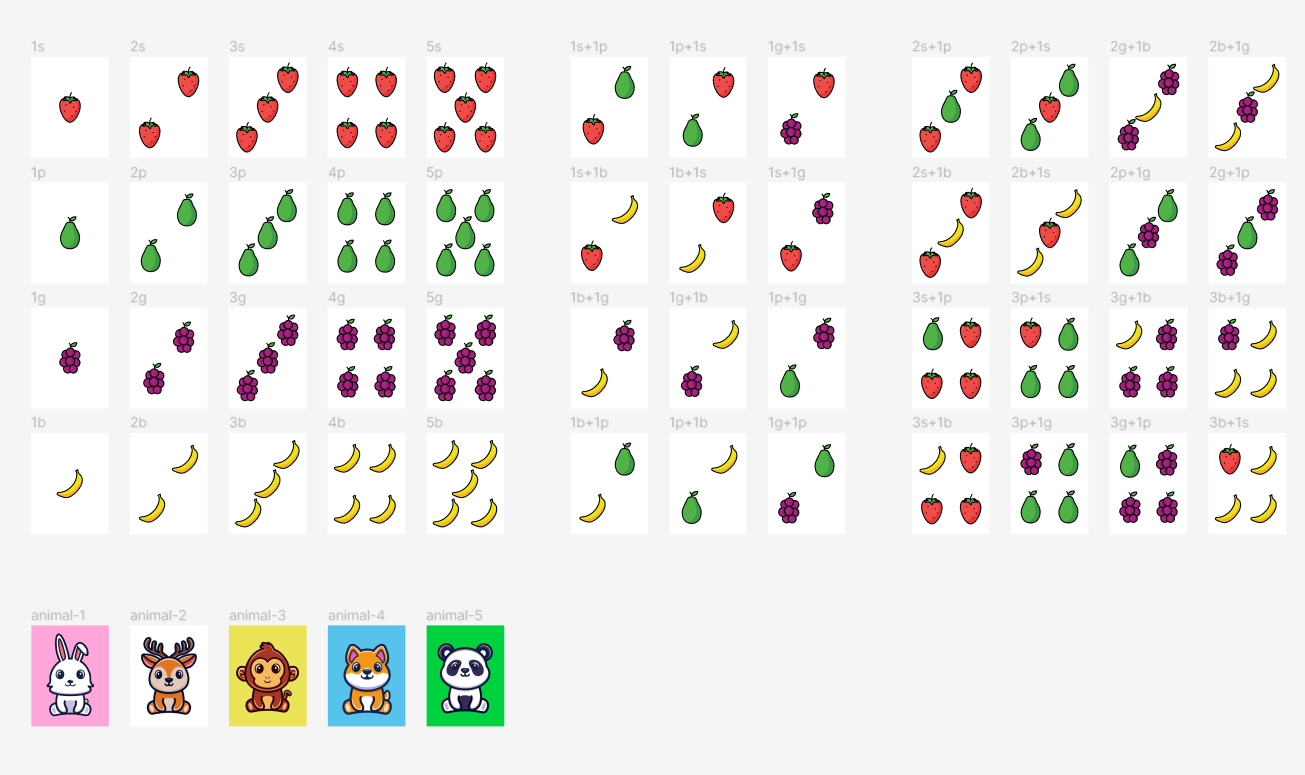 1s 2s 3s 4s 5s 1s+1p 1p+1s 1g+1s 2s+1p 2p+1s 2g+1b 2b+1g
1p 2p 3p 4p 5p 1s+1b 1b+1s 1s+1g 2s+1b 2b+1s 2p+1g 2g+1p
1g 2g 3g 4g 5g 1b+1g 1g+1b 1p+1g 3s+1p 3p+1s 3g+1b 3b+1g
1b 2b 3b 4b 5b 1b+1p 1p+1b 1g+1p 3s+1b 3p+1g 3g+1p 3b+1s
animal-1 animal-2 animal-3 animal-4 animal-5